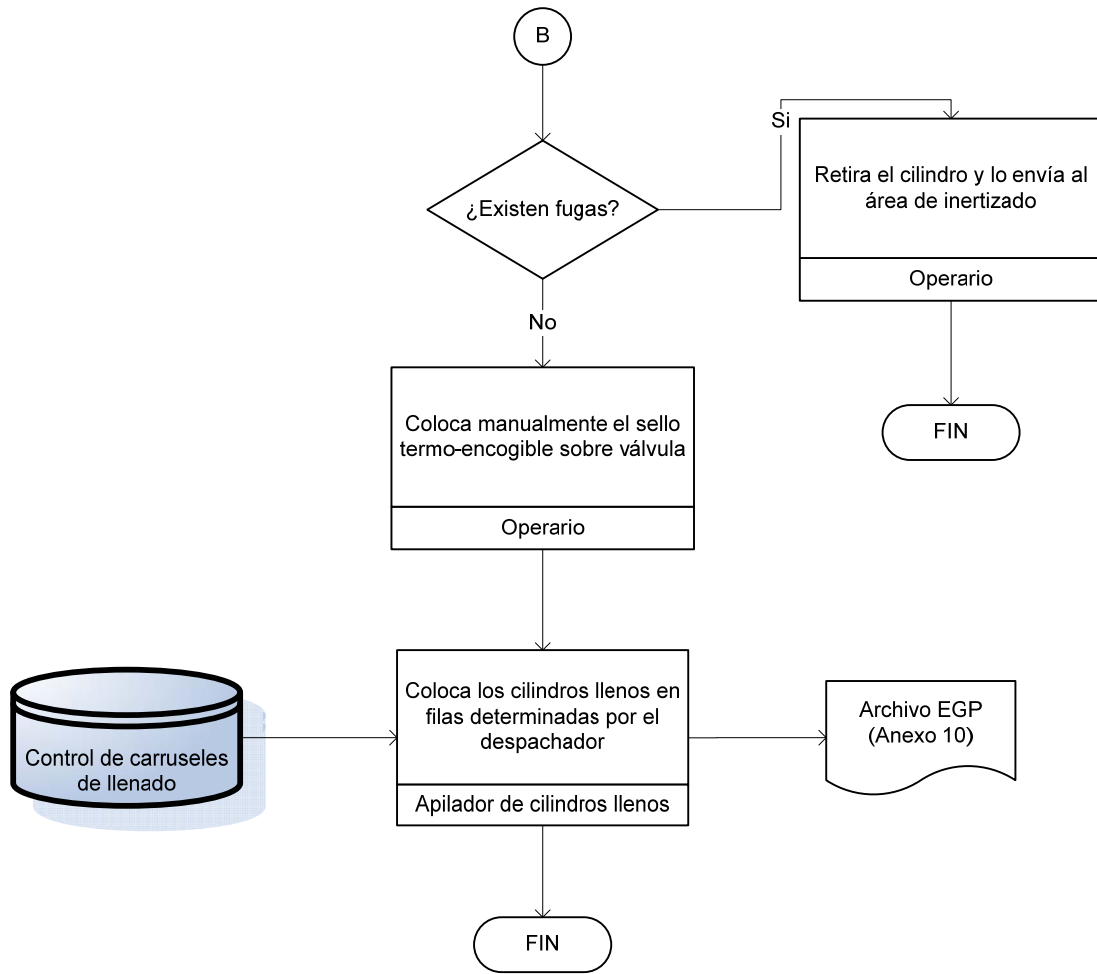 B
¿Existen fugas?
Si
Retira el cilindro y lo envía al
área de inertizado
Operario
FIN
No
Coloca manualmente el sello
termo-encogible sobre válvula
Operario
Control de carruseles
de llenado
Coloca los cilindros llenos en
filas determinadas por el
despachador
Apilador de cilindros llenos
Archivo EGP
(Anexo 10)
FIN